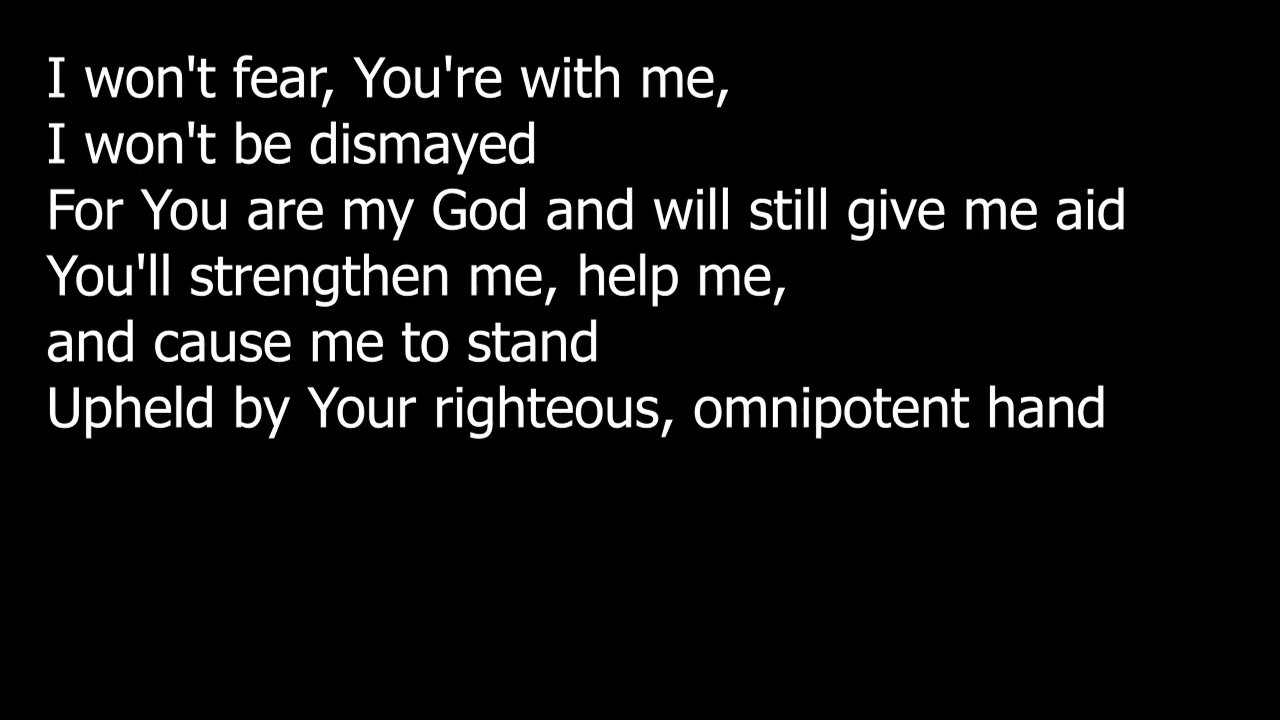 I won't fear, You're with me,
I won't be dismayed
For You are my God and will still give me aid
You'll strengthen me, help me,
and cause me to stand
Upheld by Your righteous, omnipotent hand